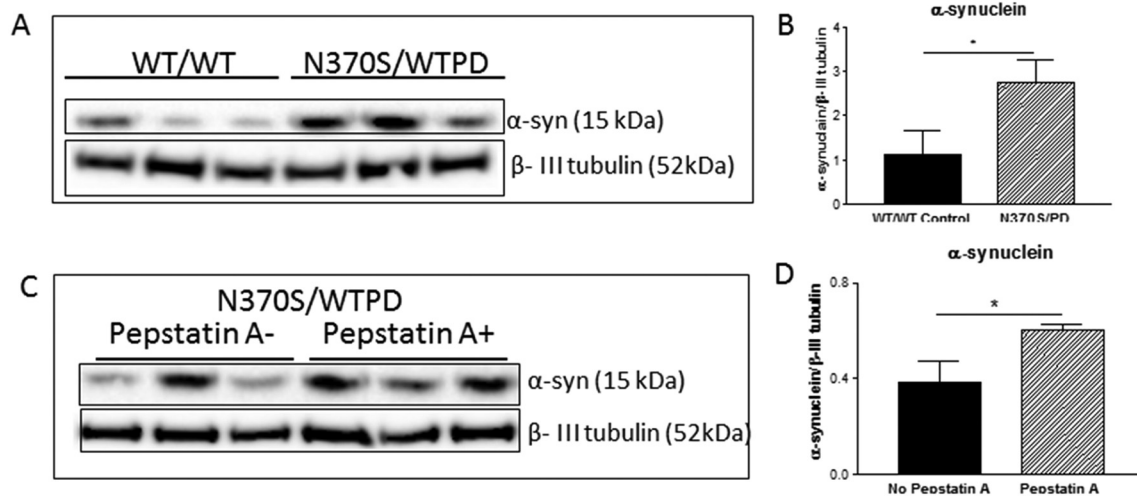 A
WT/WT N370S/WTPD
α-syn (15 kDa)
β- III tubulin (52kDa)
B
α-synuclein
α-synuclain/β-III tubulin
4
3
2
1
0
*
WT/WT Control N370S/PD
C
N370S/WTPD
Pepstatin A- Pepstatin A+
α-syn (15 kDa)
β- III tubulin (52kDa)
D
α-synuclein
α-synuclein/β-III tubulin
0.8
0.4
0.0
*
No Pepstatin A Pepstatin A